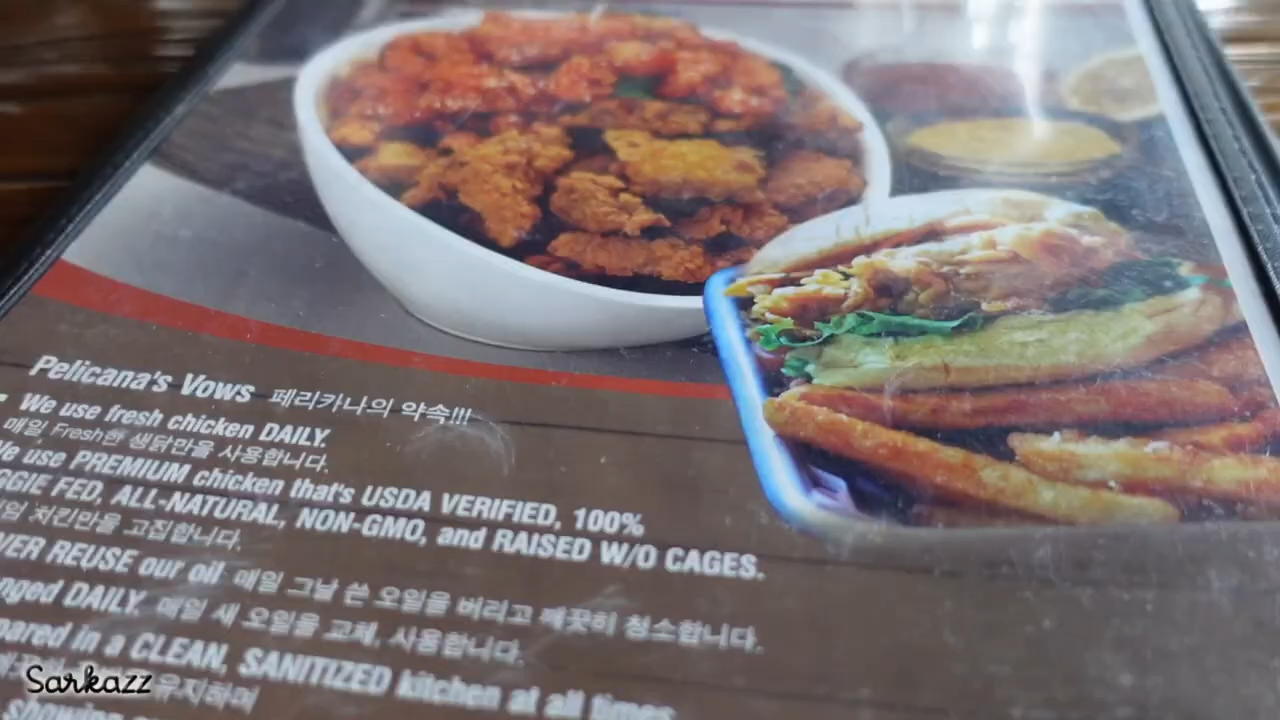 Pelicana's Vows 페리카나의 약속!!!
- We use fresh chicken DAILY.
매일 Fresh한 생닭만을 사용합니다.
We use PREMIUM chicken that's USDA VERIFIED, 100%
GGIE FED, ALL-NATURAL, NON-GMO, and RAISED W/O CAGES.
치킨만을 고집합니다.
VER REUSE our oil 매일 그날 쓴 오일을 버리고 깨끗히 청소합니다.
nged DAILY. 매일 새 오일을 교체, 사용합니다.
pared in a CLEAN, SANITIZED kitchen at all times
유지하며
showing
Sarkazz